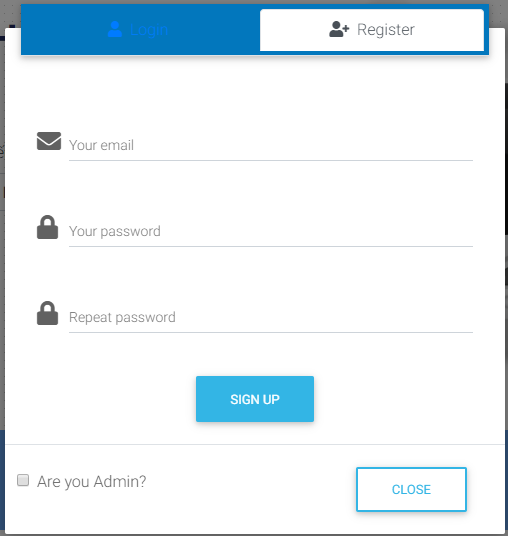 Login
Register
Your email
Your password
Repeat password
SIGN UP
Are you Admin?
CLOSE